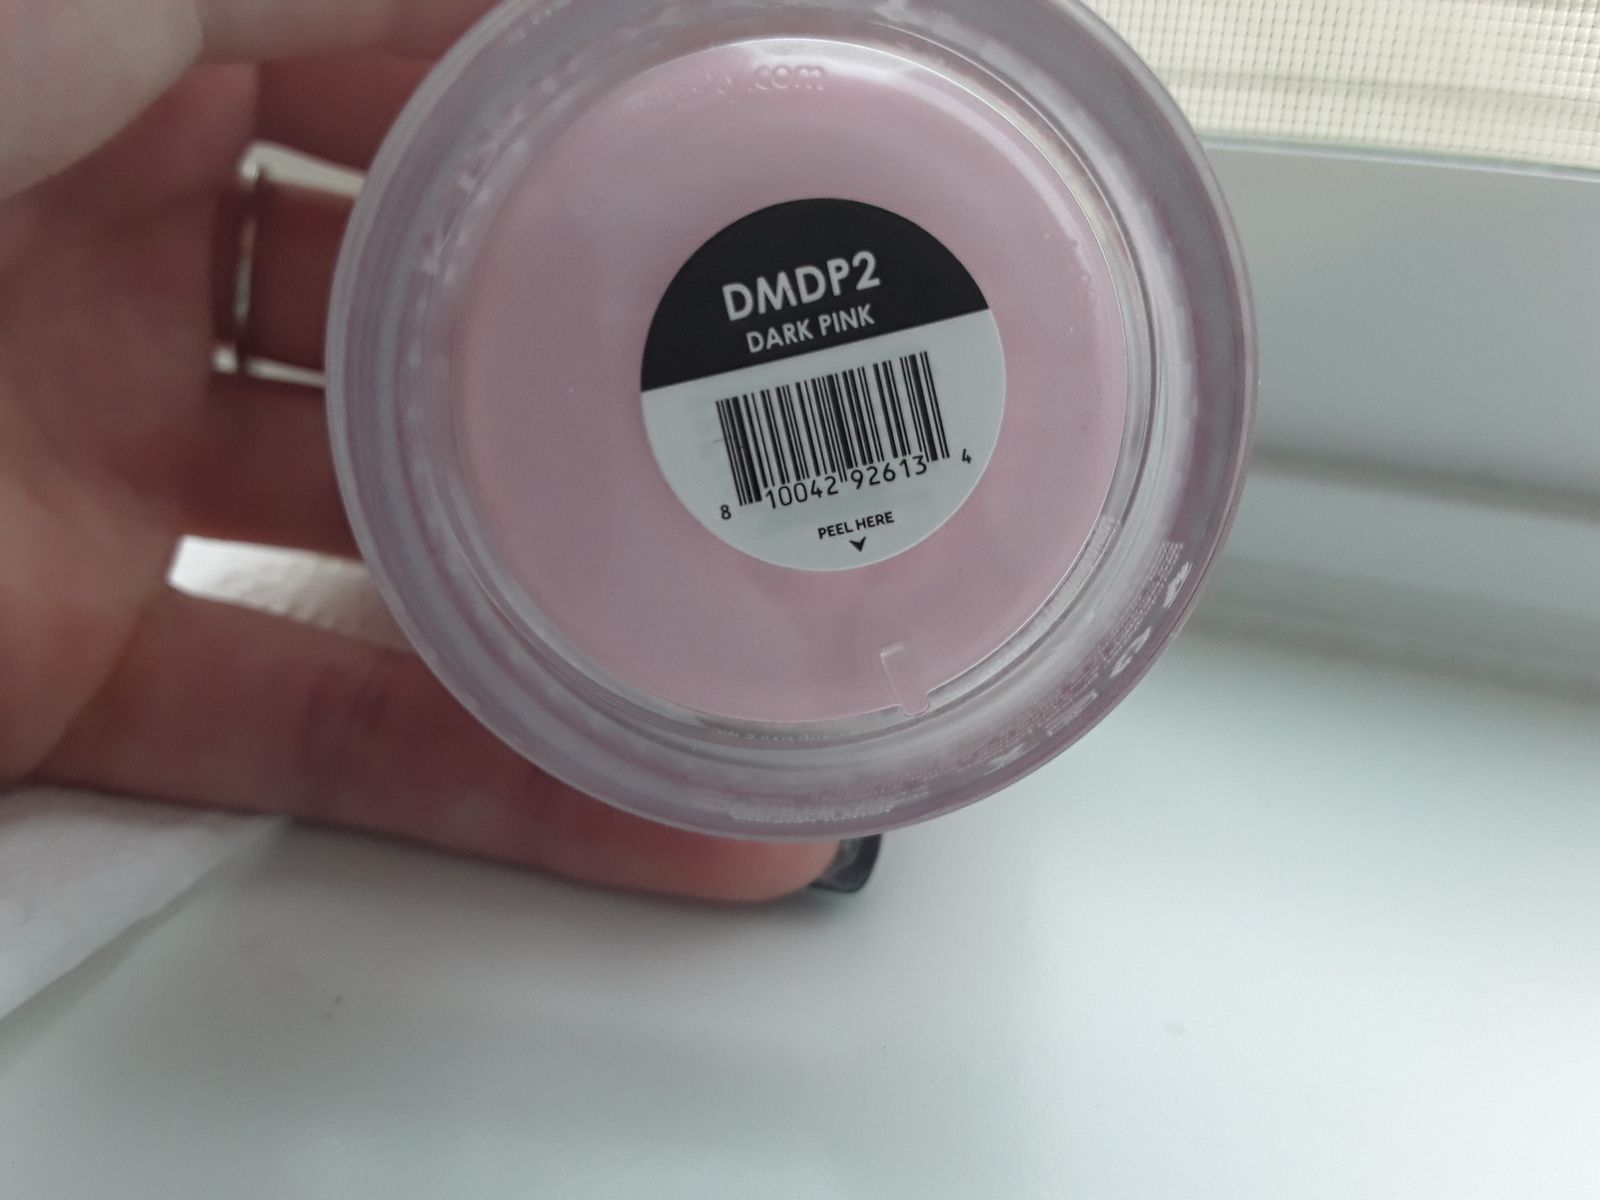 DMDP2
DARK PINK
8 10042 92613 4
PEEL HERE